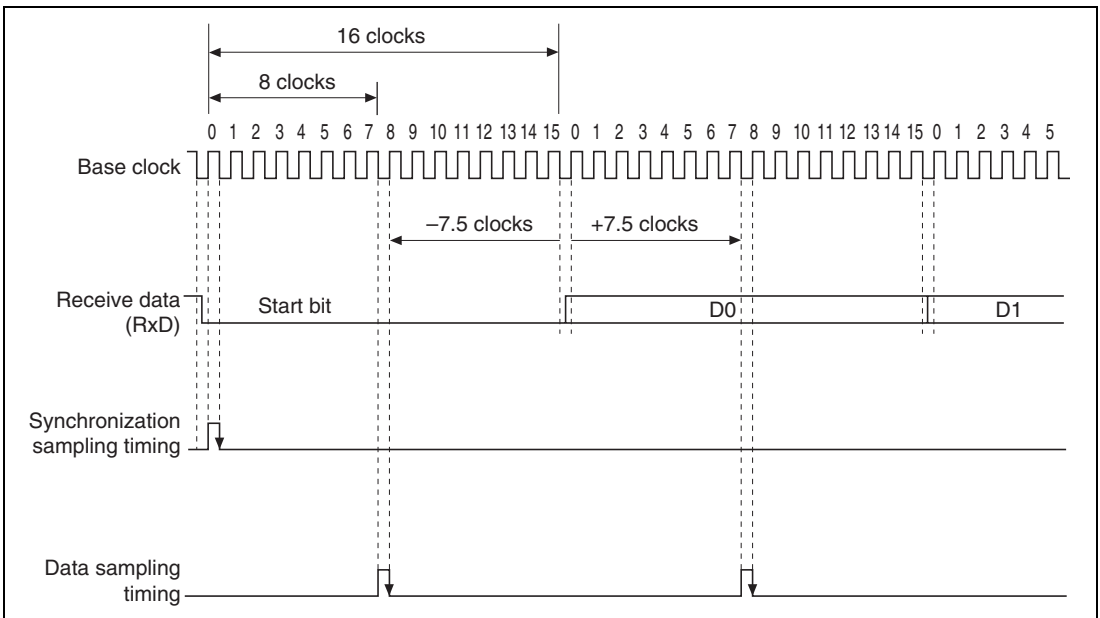 16 clocks
8 clocks
0 1 2 3 4 5 6 7 8 9 10 11 12 13 14 15 0 1 2 3 4 5 6 7 8 9 10 11 12 13 14 15 0 1 2 3 4 5
Base clock
–7.5 clocks +7.5 clocks
Receive data
(RxD)
Start bit
D0
D1
Synchronization
sampling timing
Data sampling
timing